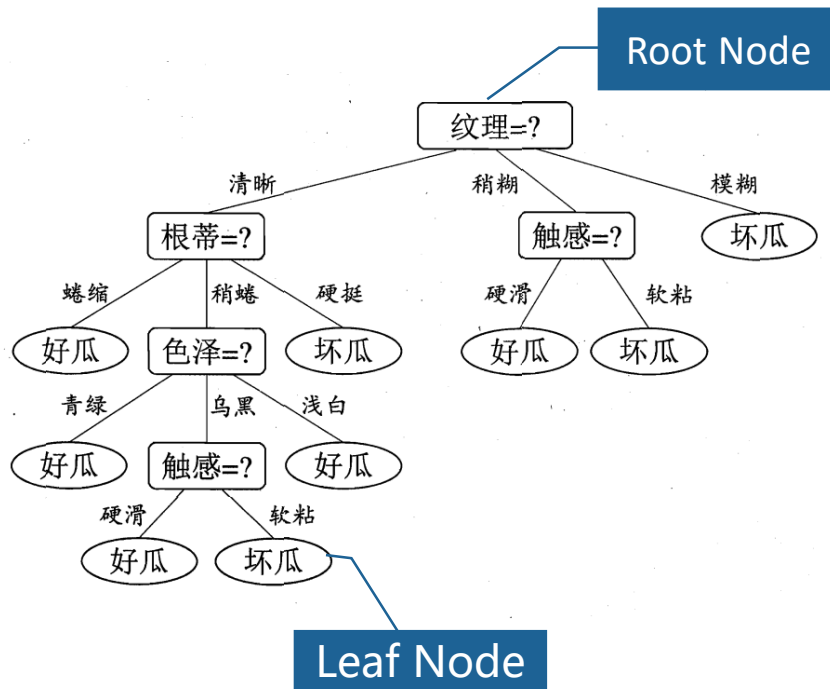 Root Node
纹理=?
清晰 稍糊 模糊
根蒂=? 触感=? 坏瓜
蜷缩 稍蜷 硬挺 硬滑 软粘
好瓜 色泽=? 坏瓜 好瓜 坏瓜
青绿 乌黑 浅白
好瓜 触感=? 好瓜
硬滑 软粘
好瓜 坏瓜
Leaf Node